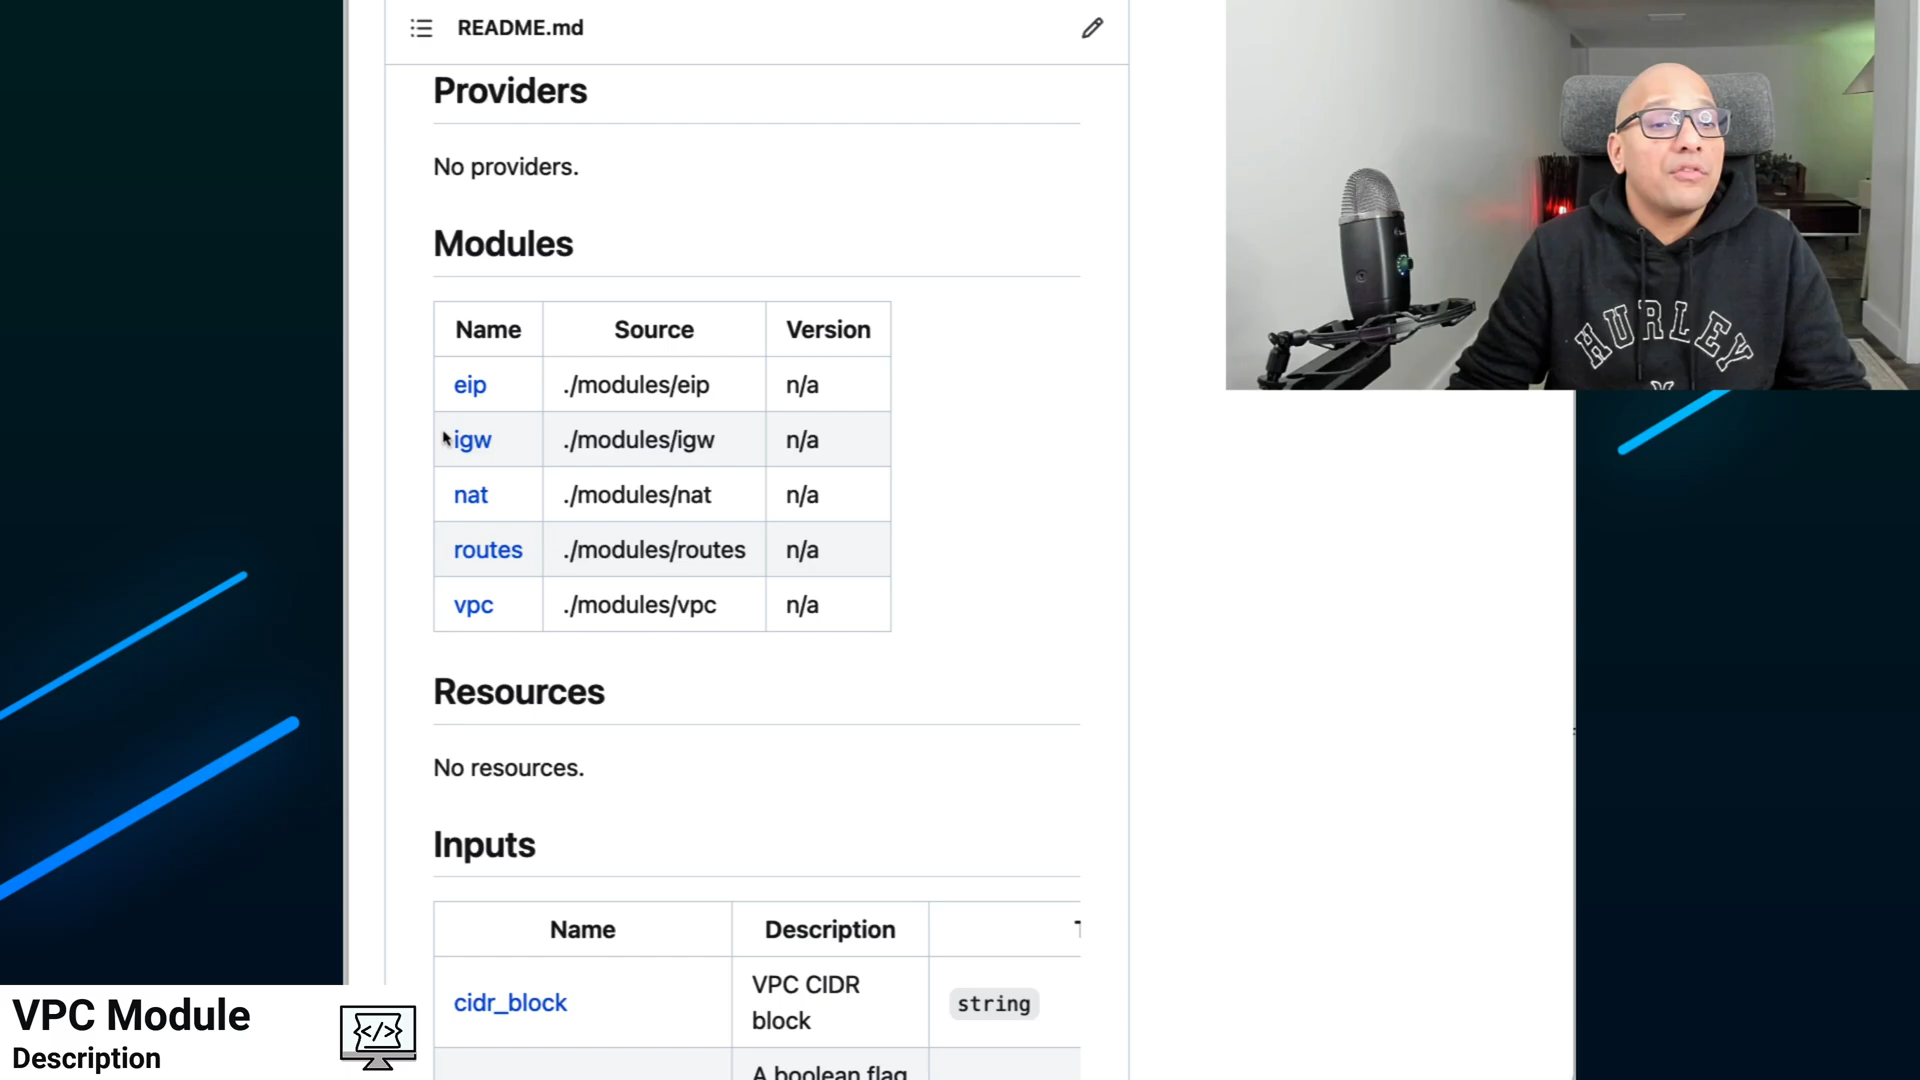 README.md
Providers
No providers.
Modules
Name Source Version
eip ./modules/eip n/a
igw ./modules/igw n/a
nat ./modules/nat n/a
routes ./modules/routes n/a
vpc ./modules/vpc n/a
Resources
No resources.
Inputs
Name Description
cidr_block VPC CIDR block string
A boolean flag
HURLEY
VPC Module
Description